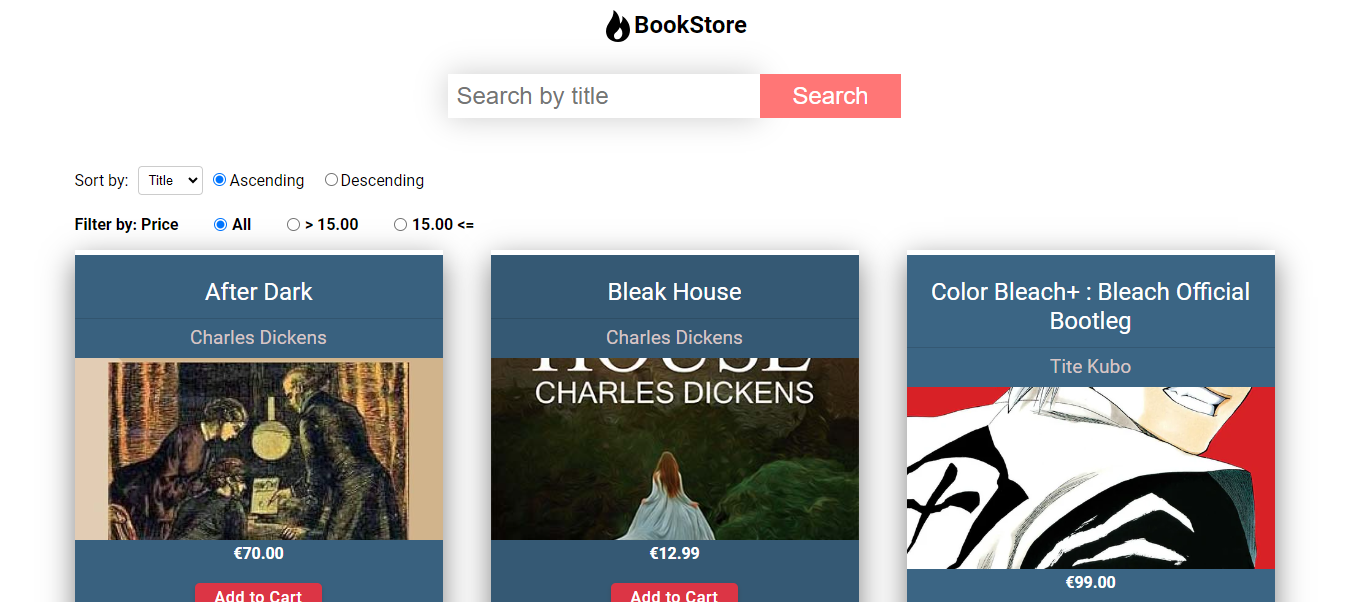 BookStore
Search by title
Search
Sort by: Title Ascending Descending
Filter by: Price All > 15.00 15.00 <=
After Dark
Charles Dickens
Bleak House
Charles Dickens
HOUSE
CHARLES DICKENS
Color Bleach+ : Bleach Official
Bootleg
Tite Kubo
€70.00
€12.99
€99.00
Add to Cart
Add to Cart